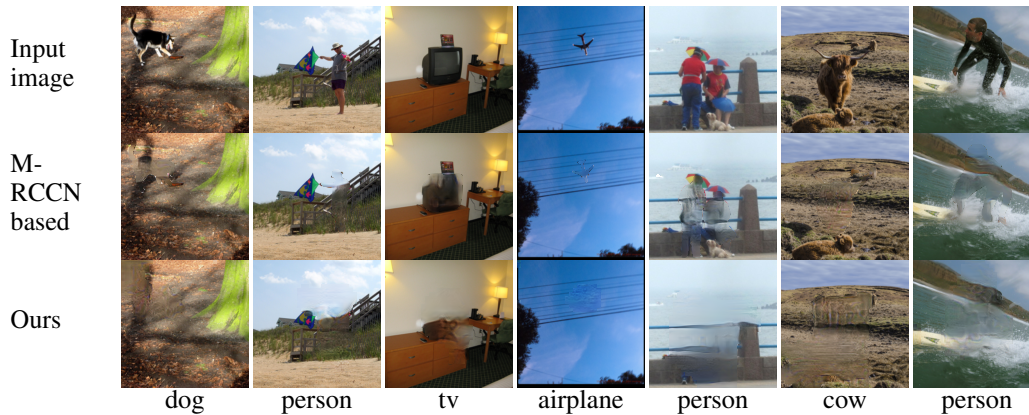 Input
image
M-
RCCN
based
Ours
dog person tv airplane person cow person